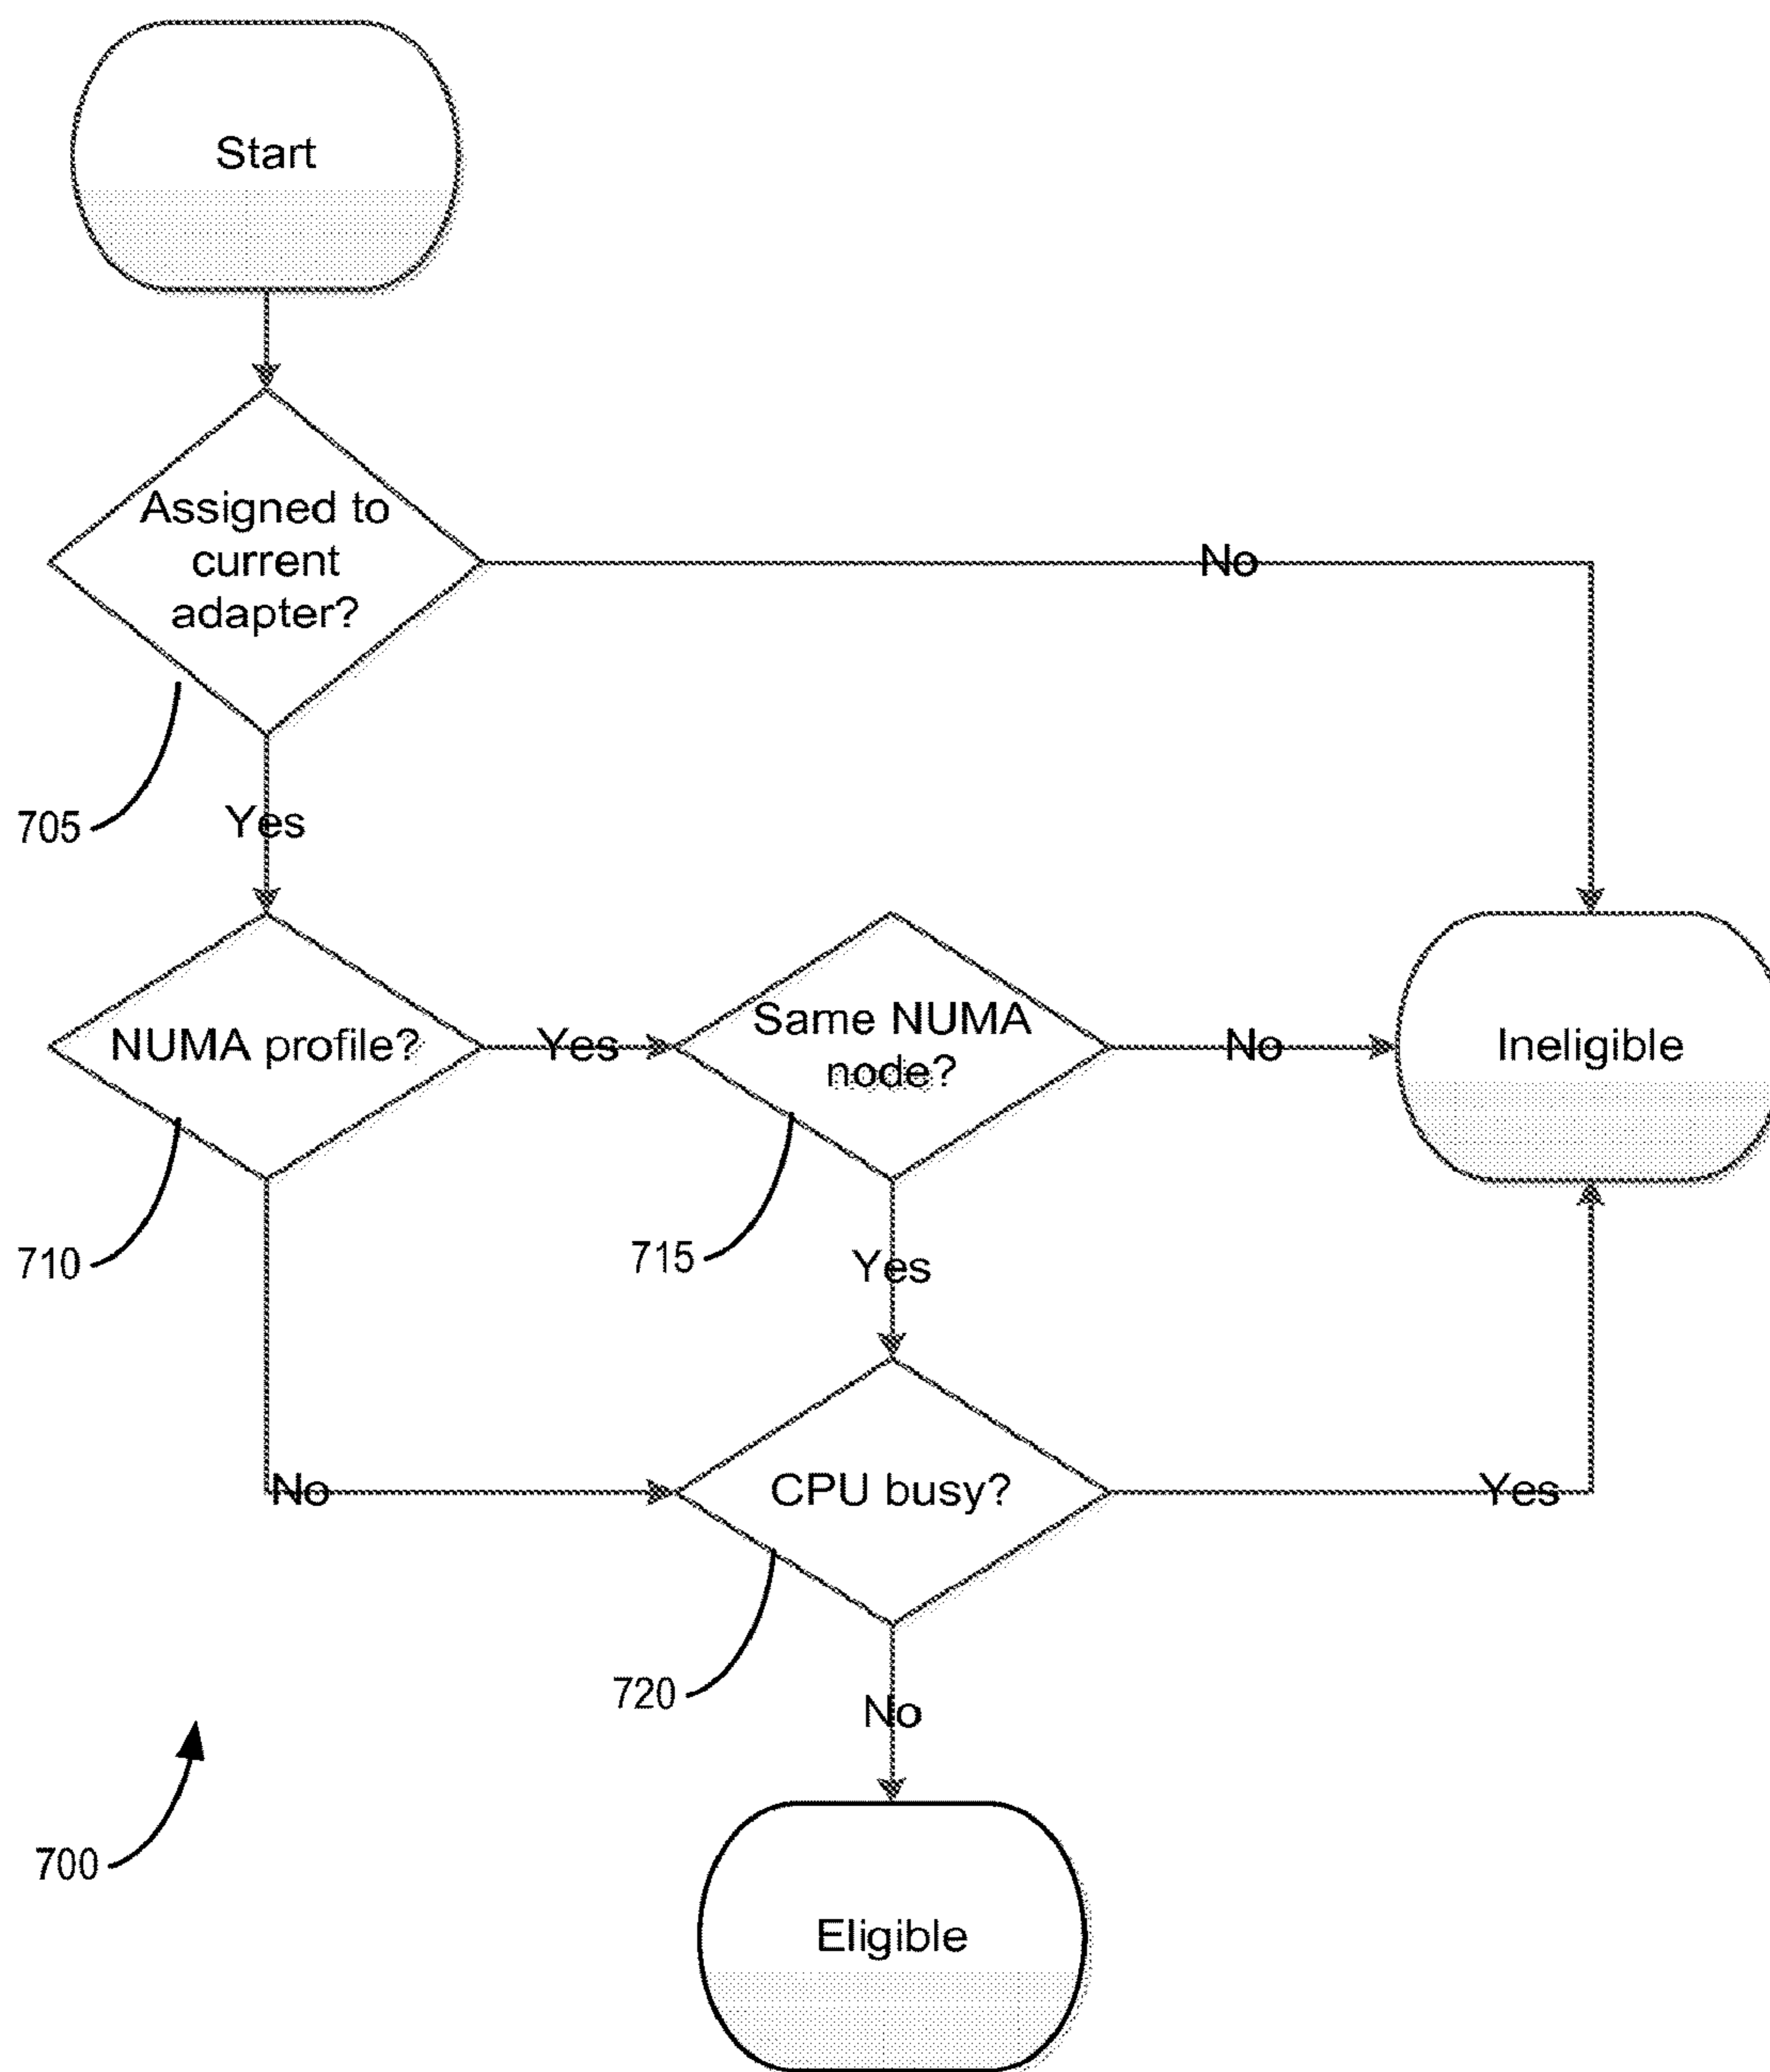 Start
Assigned to
current
adapter?
No
705
Yes
NUMA profile?
Yes
Same NUMA
node?
No
Ineligible
710
715
Yes
No
CPU busy?
Yes
720
No
700
Eligible